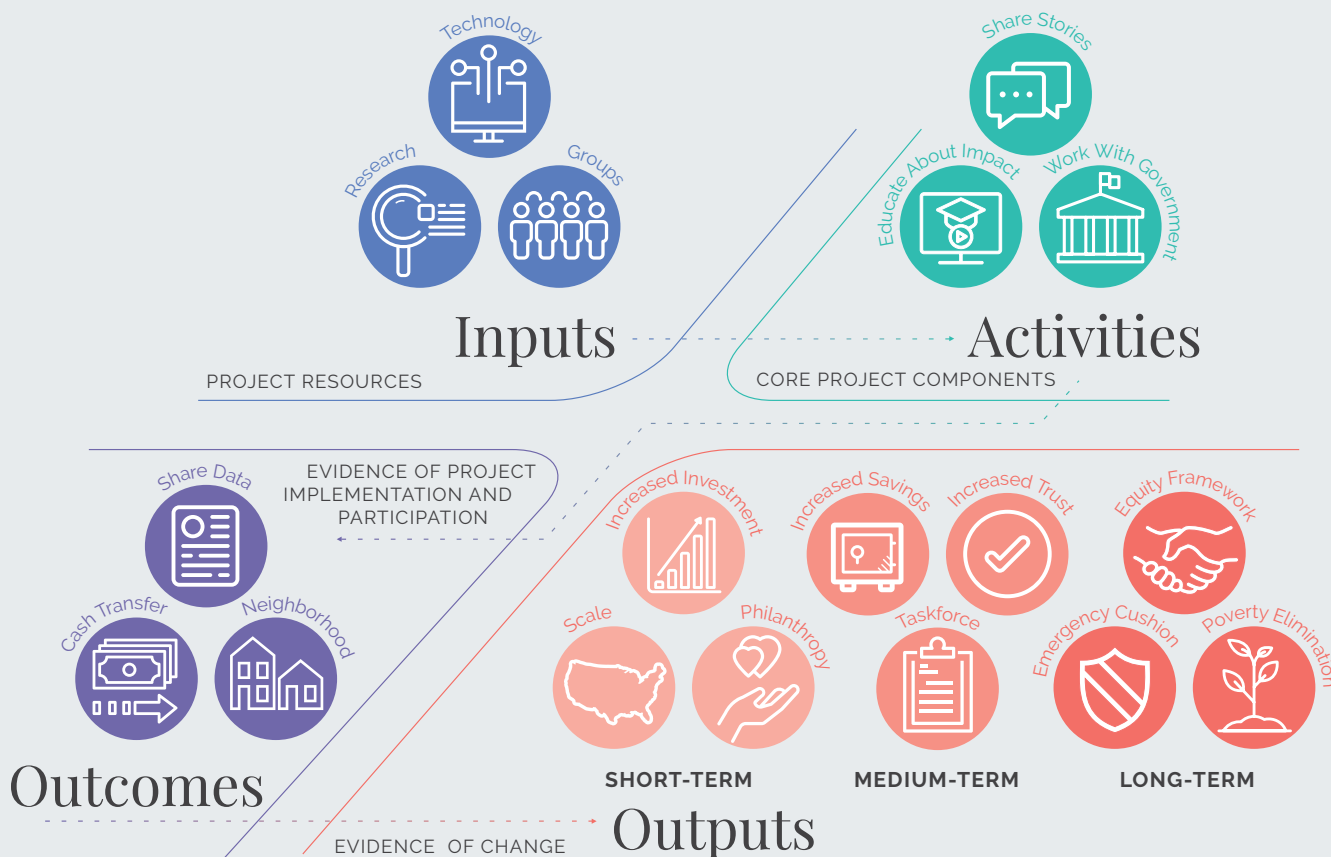 Technology
Research
Groups
Inputs
PROJECT RESOURCES
Share Stories
Educate About Impact
Work With Government
Activities
CORE PROJECT COMPONENTS
EVIDENCE OF PROJECT
IMPLEMENTATION AND
PARTICIPATION
Share Data
Cash Transfer
Neighborhood
Outcomes
Increased Investment
Scale
Philanthropy
SHORT-TERM
Increased Savings
Increased Trust
Taskforce
MEDIUM-TERM
Equity Framework
Emergency Cushion
Poverty Elimination
LONG-TERM
Outputs
EVIDENCE OF CHANGE